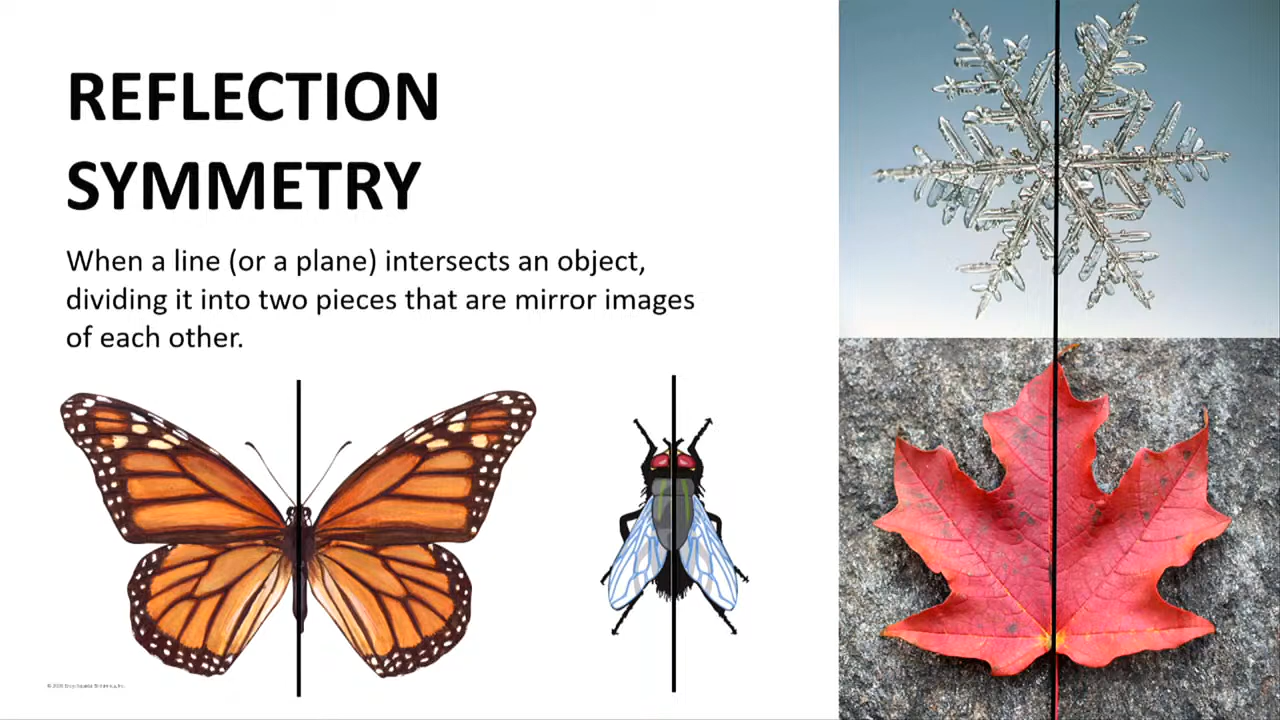 REFLECTION
SYMMETRY
When a line (or a plane) intersects an object,
dividing it into two pieces that are mirror images
of each other.